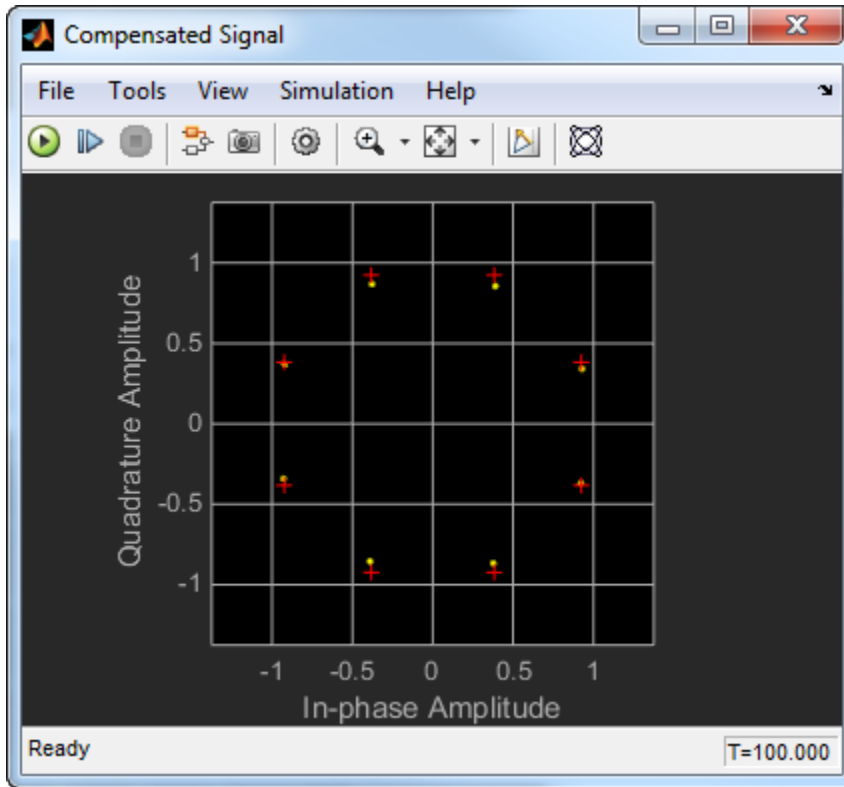 Compensated Signal
File Tools View Simulation Help
1
0.5
0
-0.5
-1
Quadrature Amplitude
-1 -0.5 0 0.5 1
In-phase Amplitude
Ready T=100.000